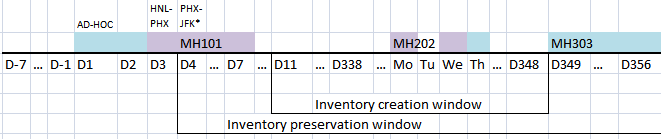 HNL- PHX-
AD-HOC PHX JFK*
MH101 MH202 MH303
D-7 ... D-1 D1 D2 D3 D4 ... D7 ... D11 ... D338 ... Mo Tu We Th ... D348 D349 ... D356
Inventory creation window
Inventory preservation window